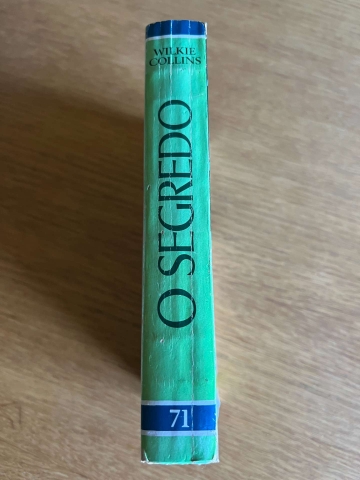 WILKIE
COLLINS
O SEGREDO
71